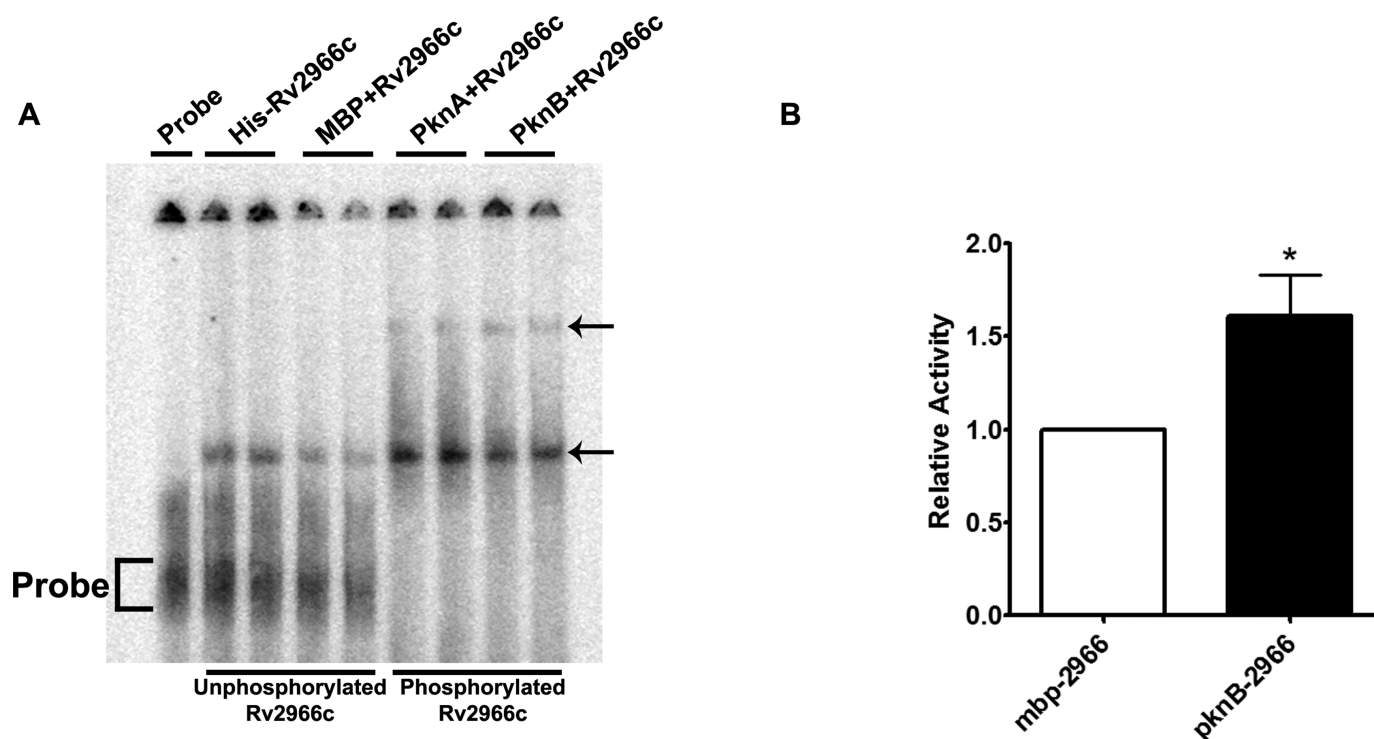 A
Probe
His-Rv2966c
MBP+Rv2966c
PknA+Rv2966c
PknB+Rv2966c
Probe
Unphosphorylated
Rv2966c
Phosphorylated
Rv2966c
B
Relative Activity
2.0
1.5
1.0
0.5
0.0
*
mbp-2966
pknB-2966